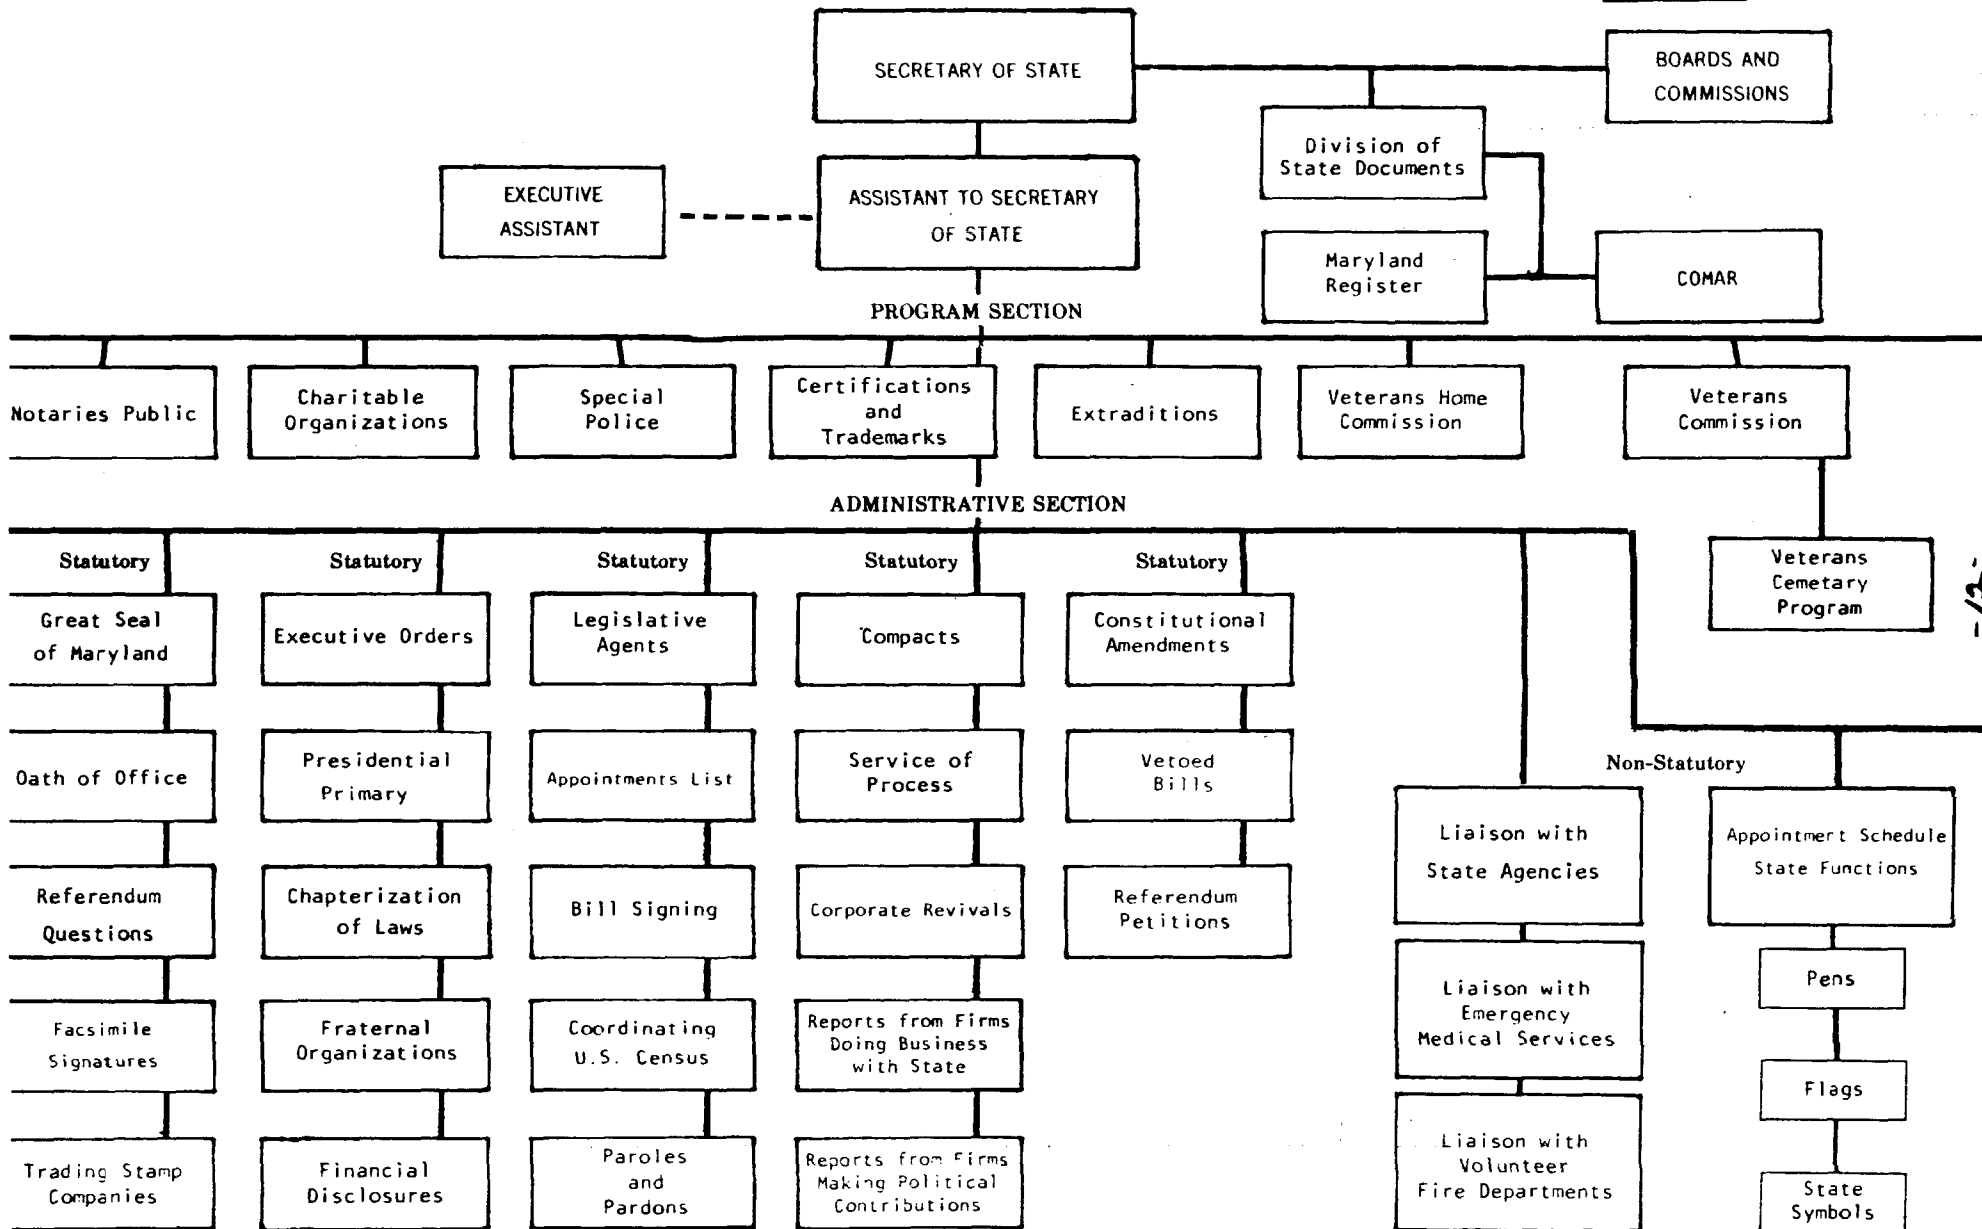 SECRETARY OF STATE
BOARDS AND
COMMISSIONS
Division of
State Documents
EXECUTIVE
ASSISTANT
ASSISTANT TO SECRETARY
OF STATE
Maryland
Register
COMAR
PROGRAM SECTION
Notaries Public
Charitable
Organizations
Special
Police
Certifications
and
Trademarks
Extraditions
Veterans Home
Commission
Veterans
Commission
Veterans
Cemetary
Program
ADMINISTRATIVE SECTION
Statutory
Great Seal
of Maryland
Oath of Office
Referendum
Questions
Facsimile
Signatures
Trading Stamp
Companies
Statutory
Executive Orders
Presidential
Primary
Chapterization
of Laws
Fraternal
Organizations
Financial
Disclosures
Statutory
Legislative
Agents
Appointments List
Bill Signing
Coordinating
U.S. Census
Paroles
and
Pardons
Statutory
Compacts
Service of
Process
Corporate Revivals
Reports from Firms
Doing Business
with State
Reports from Firms
Making Political
Contributions
Statutory
Constitutional
Amendments
Vetoed
Bills
Referendum
Petitions
Non-Statutory
Liaison with
State Agencies
Liaison with
Emergency
Medical Services
Liaison with
Volunteer
Fire Departments
Appointmert Schedule
State Functions
Pens
Flags
State
Symbols